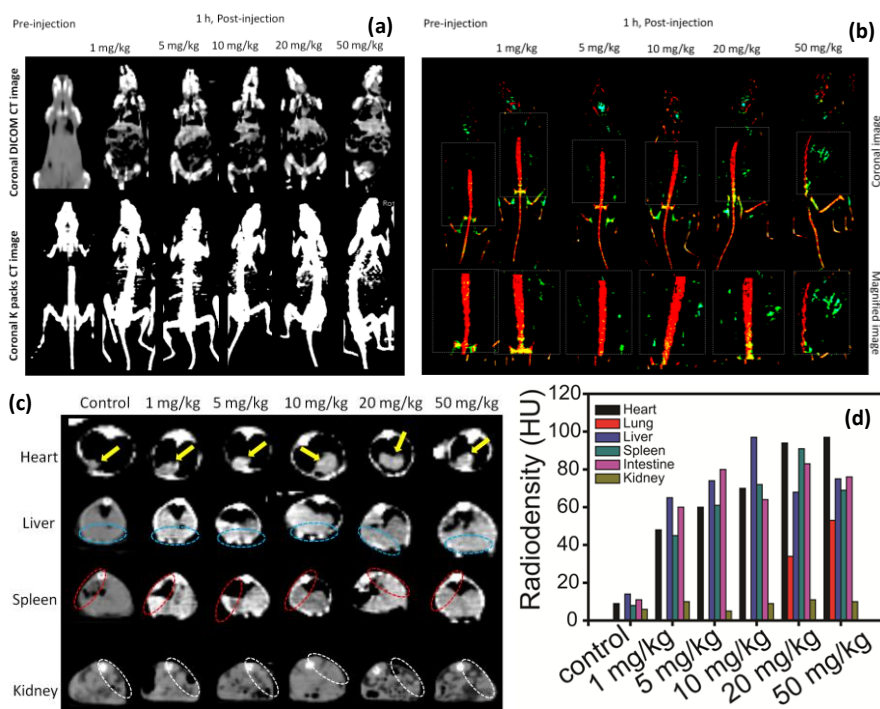 Pre-injection
1 h, Post-injection
(a)
1 mg/kg
5 mg/kg
10 mg/kg
20 mg/kg
50 mg/kg
Coronal DICOM CT image
Coronal K packs CT image
Pre-injection
1 h, Post-injection
(b)
1 mg/kg
5 mg/kg
10 mg/kg
20 mg/kg
50 mg/kg
Coronal image
Magnified image
(c)
Control
1 mg/kg
5 mg/kg
10 mg/kg
20 mg/kg
50 mg/kg
Heart
Liver
Spleen
Kidney
(d)
Radiodensity (HU)
120
100
80
60
40
20
0
Heart
Lung
Liver
Spleen
Intestine
Kidney
control
1 mg/kg
5 mg/kg
10 mg/kg
20 mg/kg
50 mg/kg